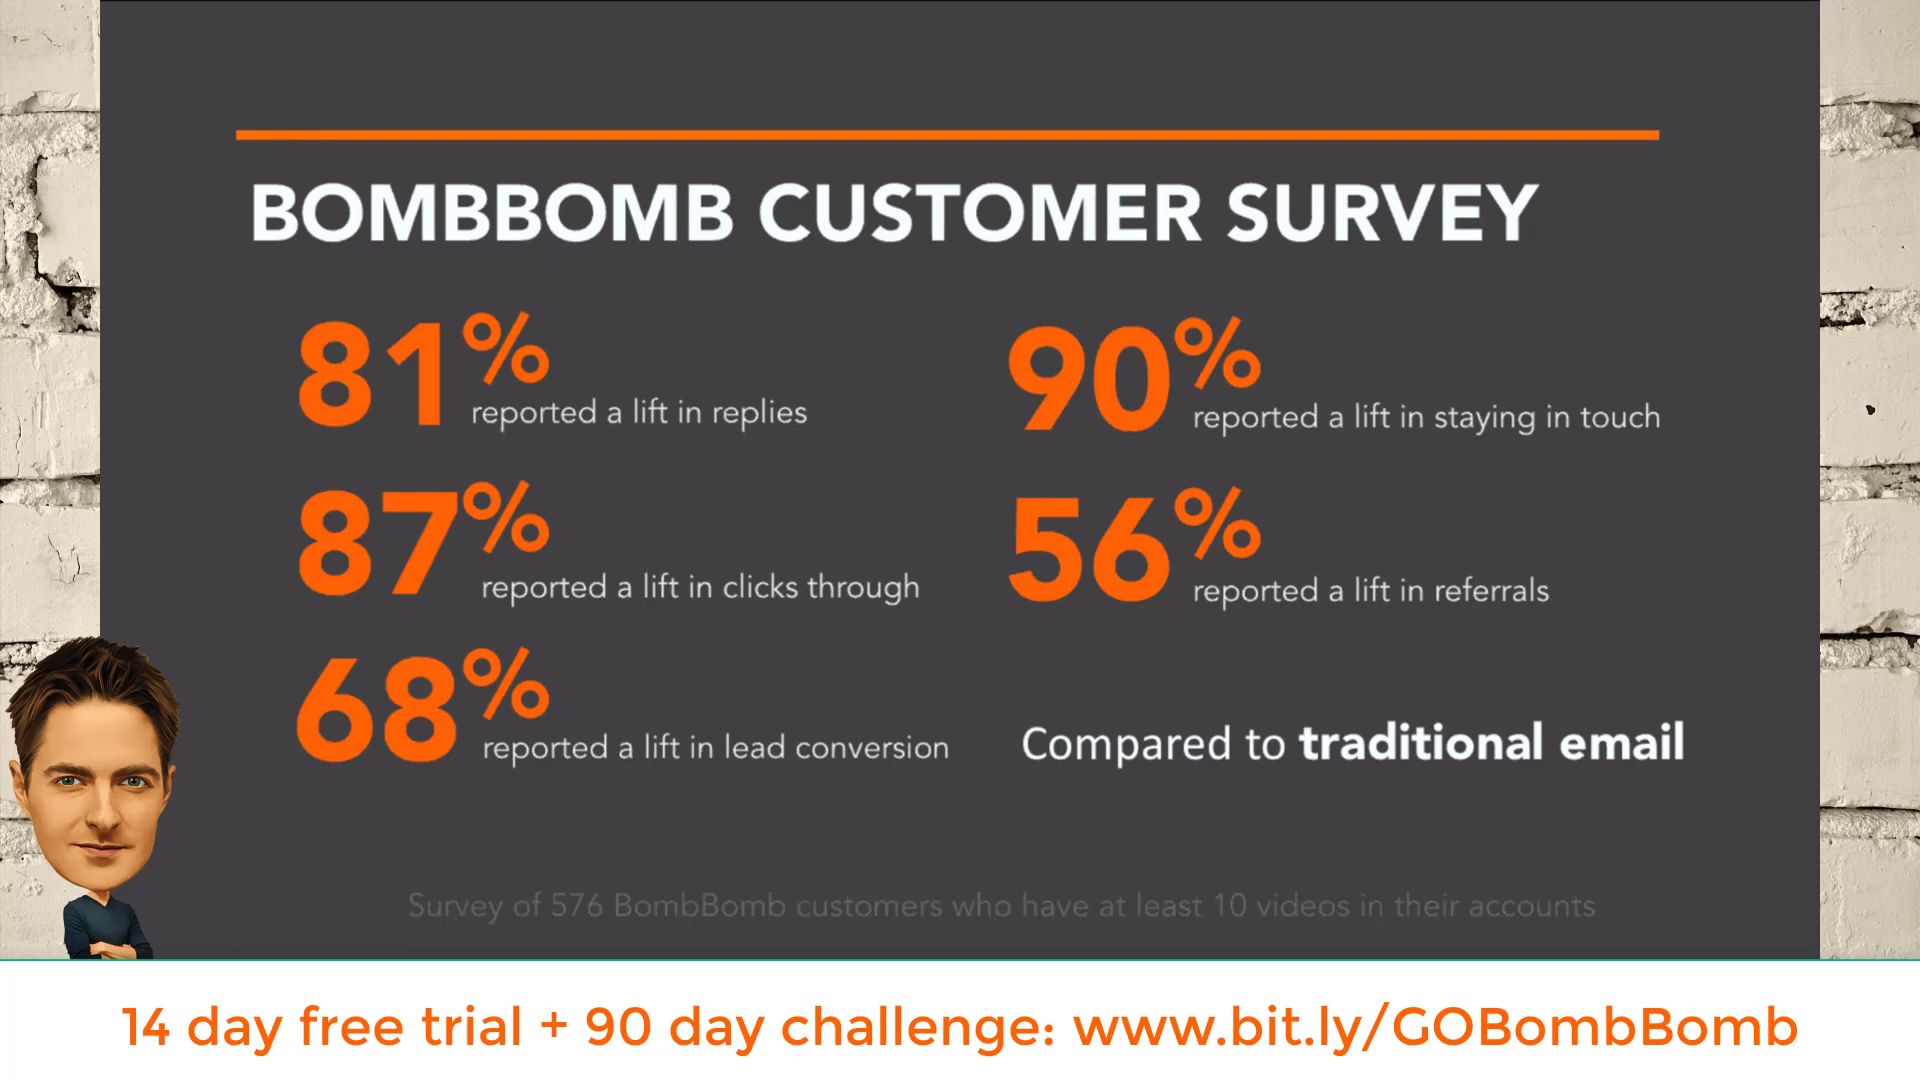 BOMBBOMB CUSTOMER SURVEY
81%
reported a lift in replies
87%
reported a lift in clicks through
68%
reported a lift in lead conversion
90%
reported a lift in staying in touch
56%
reported a lift in referrals
Compared to traditional email
Survey of 576 BombBomb customers who have at least 10 videos in their accounts
14 day free trial + 90 day challenge: www.bit.ly/GOBombBomb